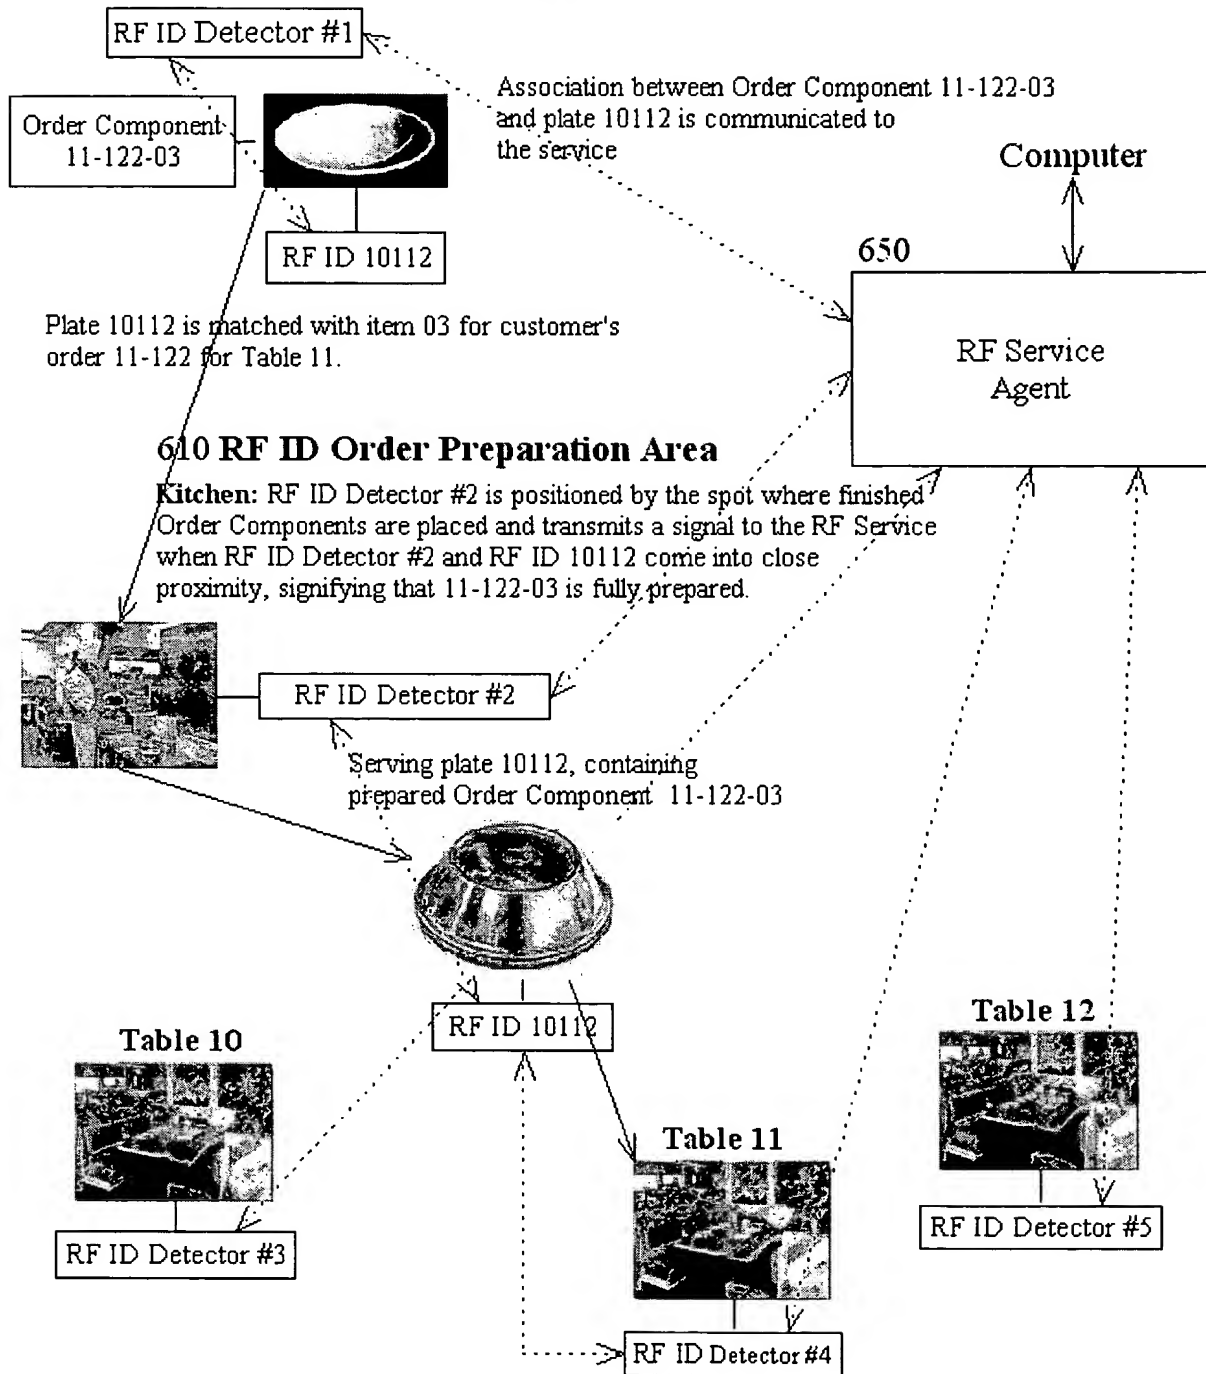 RF ID Detector #1
Order Component
11-122-03
Association between Order Component 11-122-03
and plate 10112 is communicated to
the service
Computer
RF ID 10112
650
RF Service
Agent
Plate 10112 is matched with item 03 for customer's
order 11-122 for Table 11.
610 RF ID Order Preparation Area
Kitchen: RF ID Detector #2 is positioned by the spot where finished
Order Components are placed and transmits a signal to the RF Service
when RF ID Detector #2 and RF ID 10112 come into close
proximity, signifying that 11-122-03 is fully prepared.
RF ID Detector #2
Serving plate 10112, containing
prepared Order Component 11-122-03
RF ID 10112
Table 10
RF ID Detector #3
Table 11
RF ID Detector #4
Table 12
RF ID Detector #5